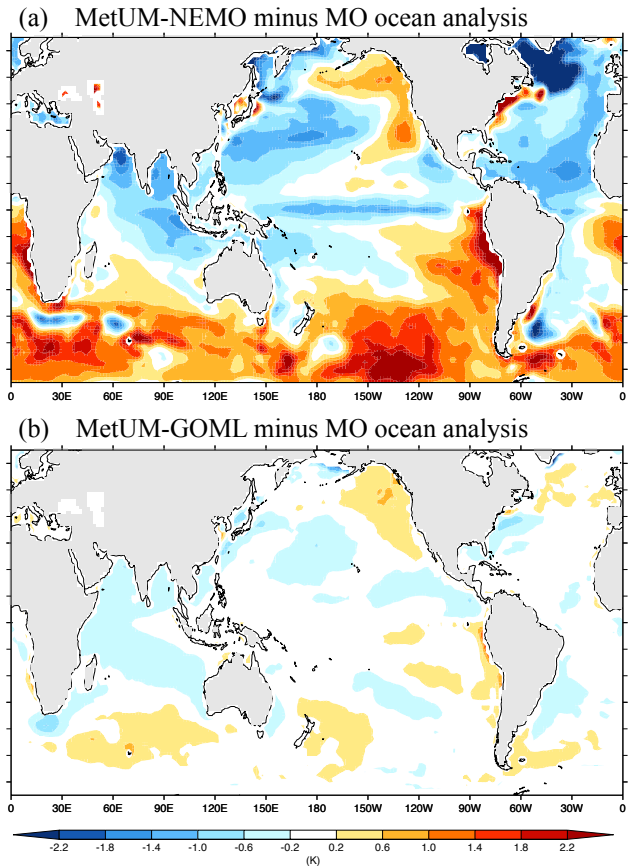 (a) MetUM-NEMO minus MO ocean analysis
0 30E 60E 90E 120E 150E 180 150W 120W 90W 60W 30W 0
(b) MetUM-GOML minus MO ocean analysis
0 30E 60E 90E 120E 150E 180 150W 120W 90W 60W 30W 0
-2.2 -1.8 -1.4 -1.0 -0.6 -0.2 0.2 0.6 1.0 1.4 1.8 2.2
(K)